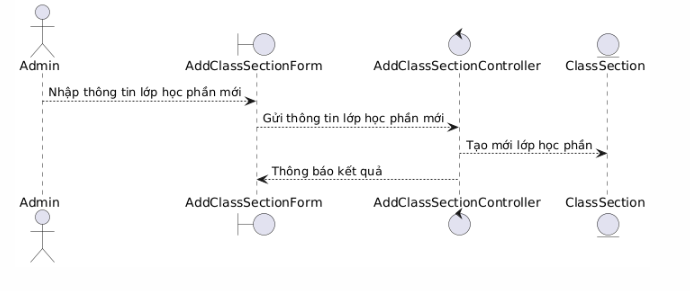 Admin
AddClassSectionForm
AddClassSectionController
ClassSection
Nhập thông tin lớp học phần mới
Gửi thông tin lớp học phần mới
Tạo mới lớp học phần
Thông báo kết quả
Admin
AddClassSectionForm
AddClassSectionController
ClassSection